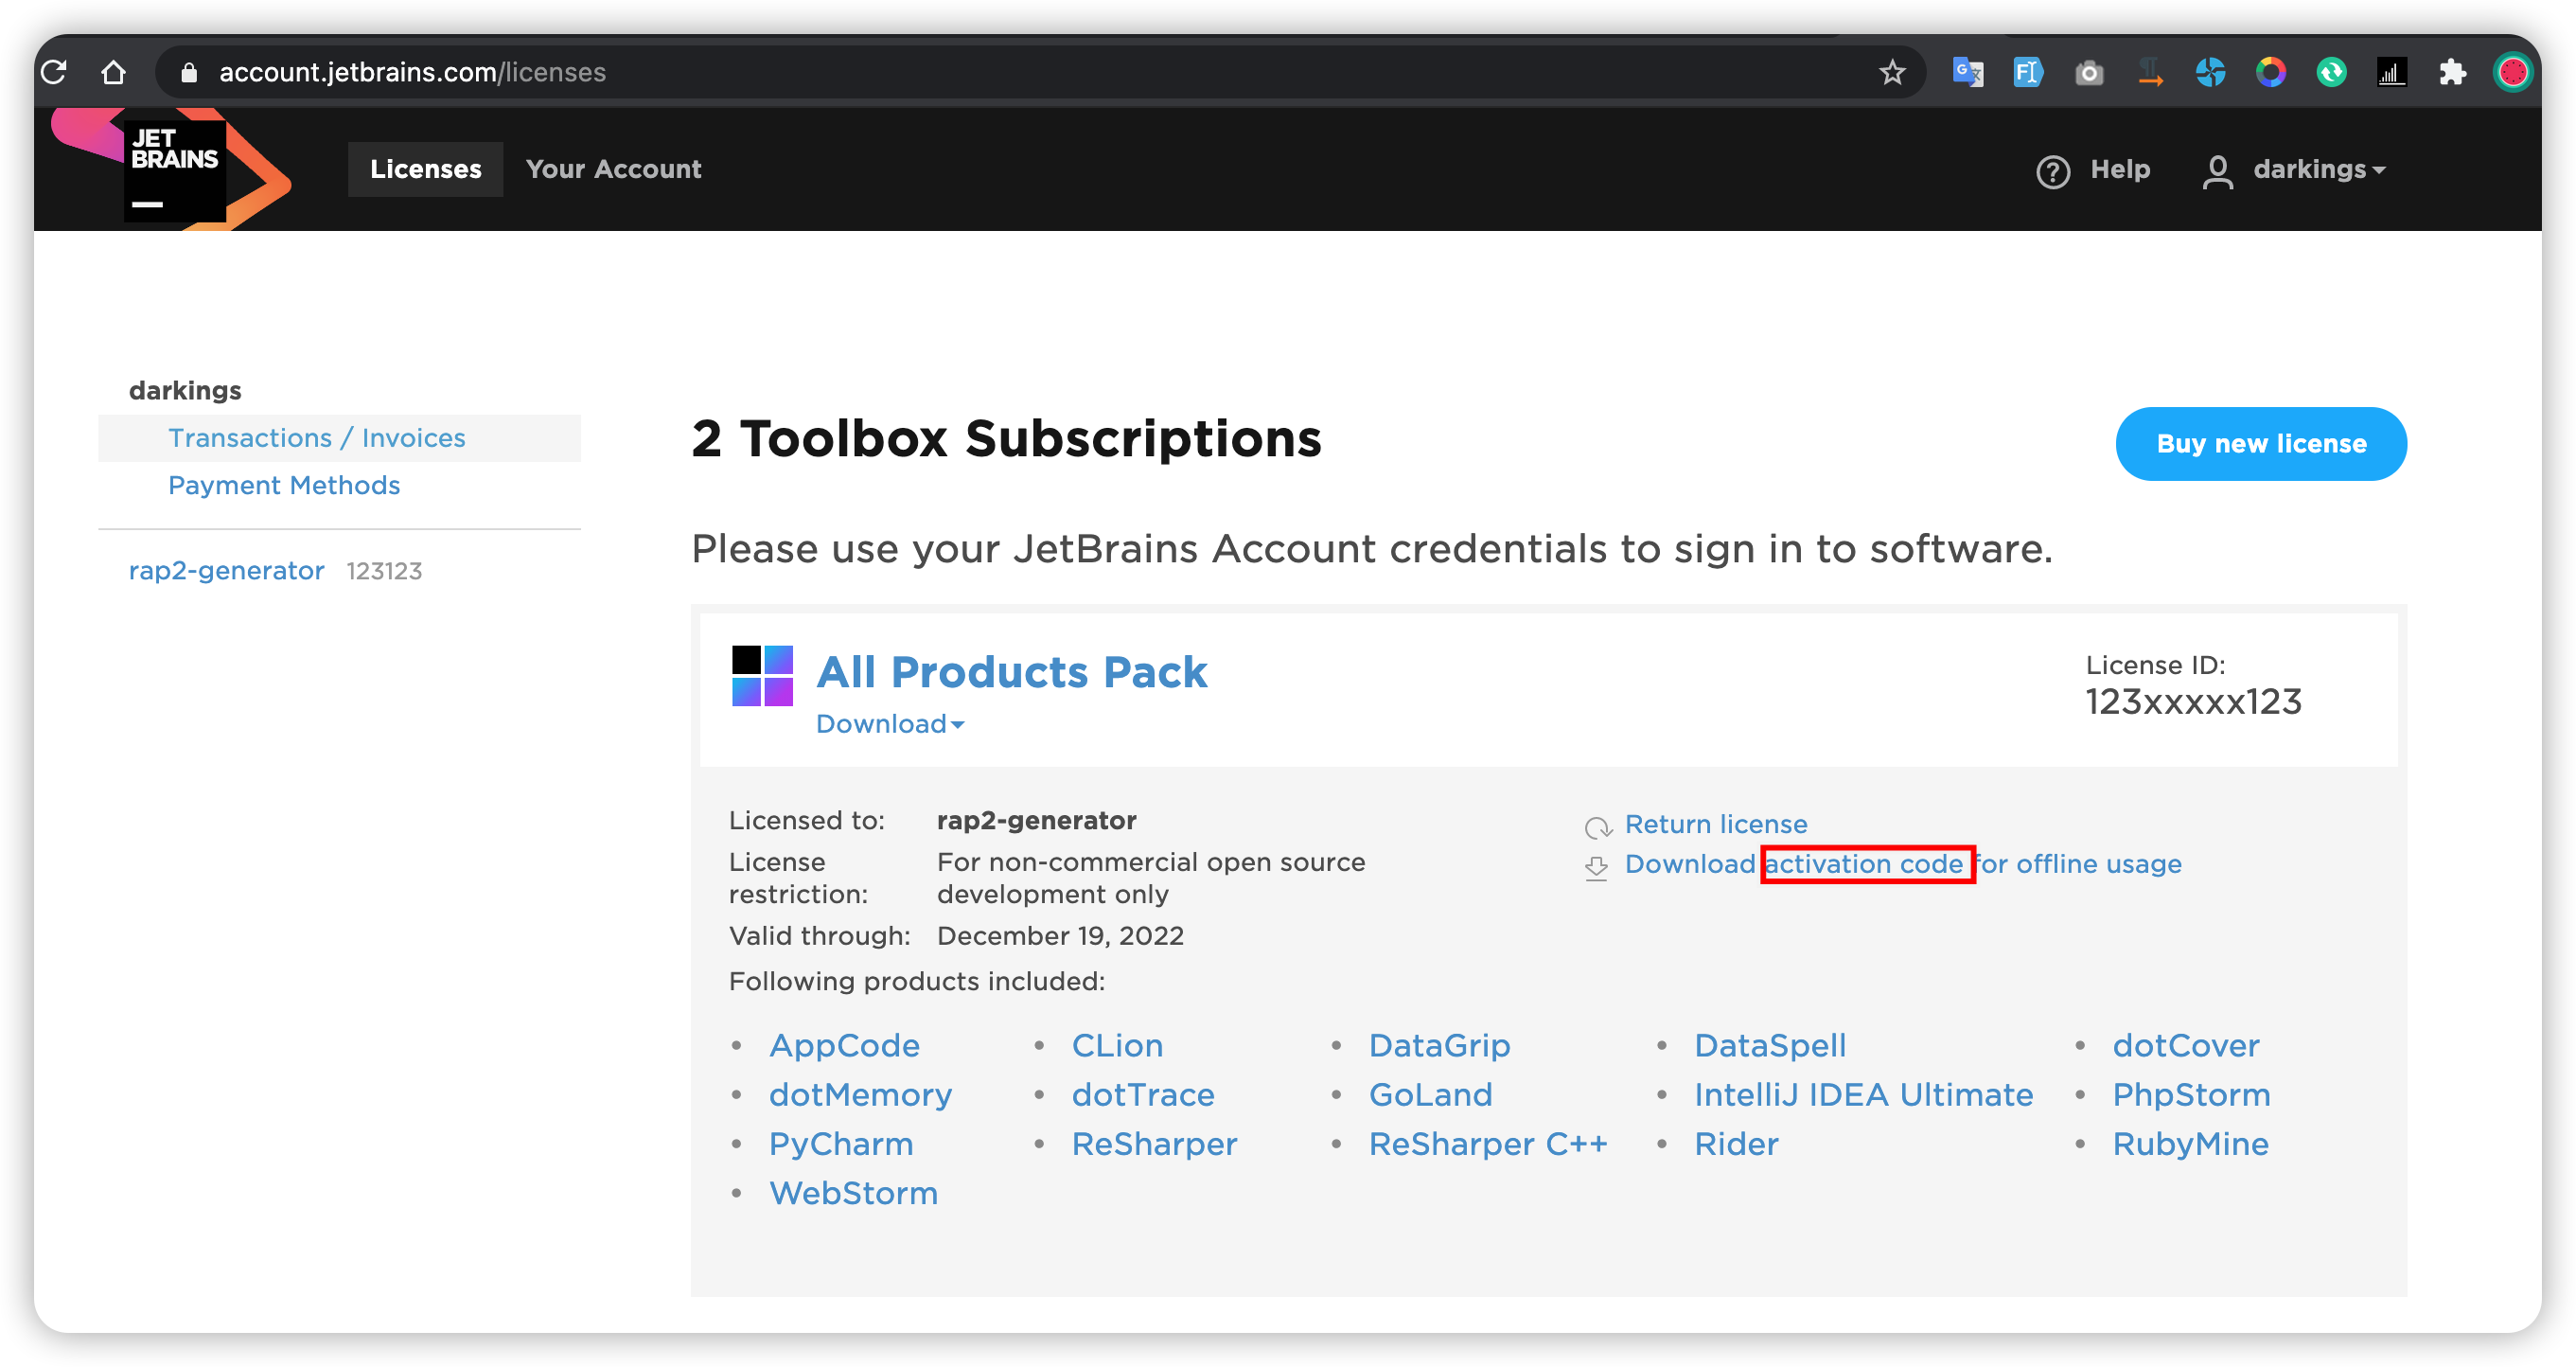 account.jetbrains.com/licenses
JET
BRAINS
Licenses
Your Account
Help
darkings
darkings
Transactions / Invoices
Payment Methods
rap2-generator 123123
2 Toolbox Subscriptions
Buy new license
Please use your JetBrains Account credentials to sign in to software.
All Products Pack
Download
License ID:
123xxxxx123
Licensed to: rap2-generator
License restriction: For non-commercial open source
development only
Valid through: December 19, 2022
Return license
Download activation code for offline usage
Following products included:
• AppCode • CLion • DataGrip • DataSpell • dotCover
• dotMemory • dotTrace • GoLand • IntelliJ IDEA Ultimate • PhpStorm
• PyCharm • ReSharper • ReSharper C++ • Rider • RubyMine
• WebStorm